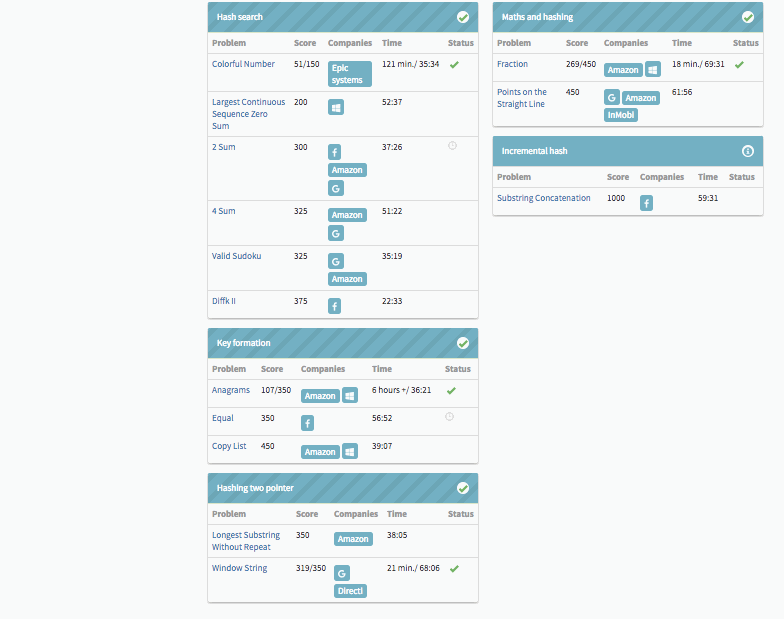 Hash search
Problem Score Companies Time Status
Colorful Number 51/150 Epic 121 min./ 35:34
systems
Largest Continuous 200 52:37
Sequence Zero
Sum
2 Sum 300 f 37:26
Amazon
G
4 Sum 325 Amazon 51:22
G
Valid Sudoku 325 G 35:19
Amazon
Diffk II 375 f 22:33
Key formation
Problem Score Companies Time Status
Anagrams 107/350 Amazon 6 hours +/ 36:21
Equal 350 f 56:52
Copy List 450 Amazon 39:07
Hashing two pointer
Problem Score Companies Time Status
Longest Substring 350 Amazon 38:05
Without Repeat
Window String 319/350 G 21 min./ 68:06
Directi
Maths and hashing
Problem Score Companies Time Status
Fraction 269/450 Amazon 18 min./ 69:31
Points on the 450 G Amazon 61:56
Straight Line InMobi
Incremental hash
Problem Score Companies Time Status
Substring Concatenation 1000 f 59:31